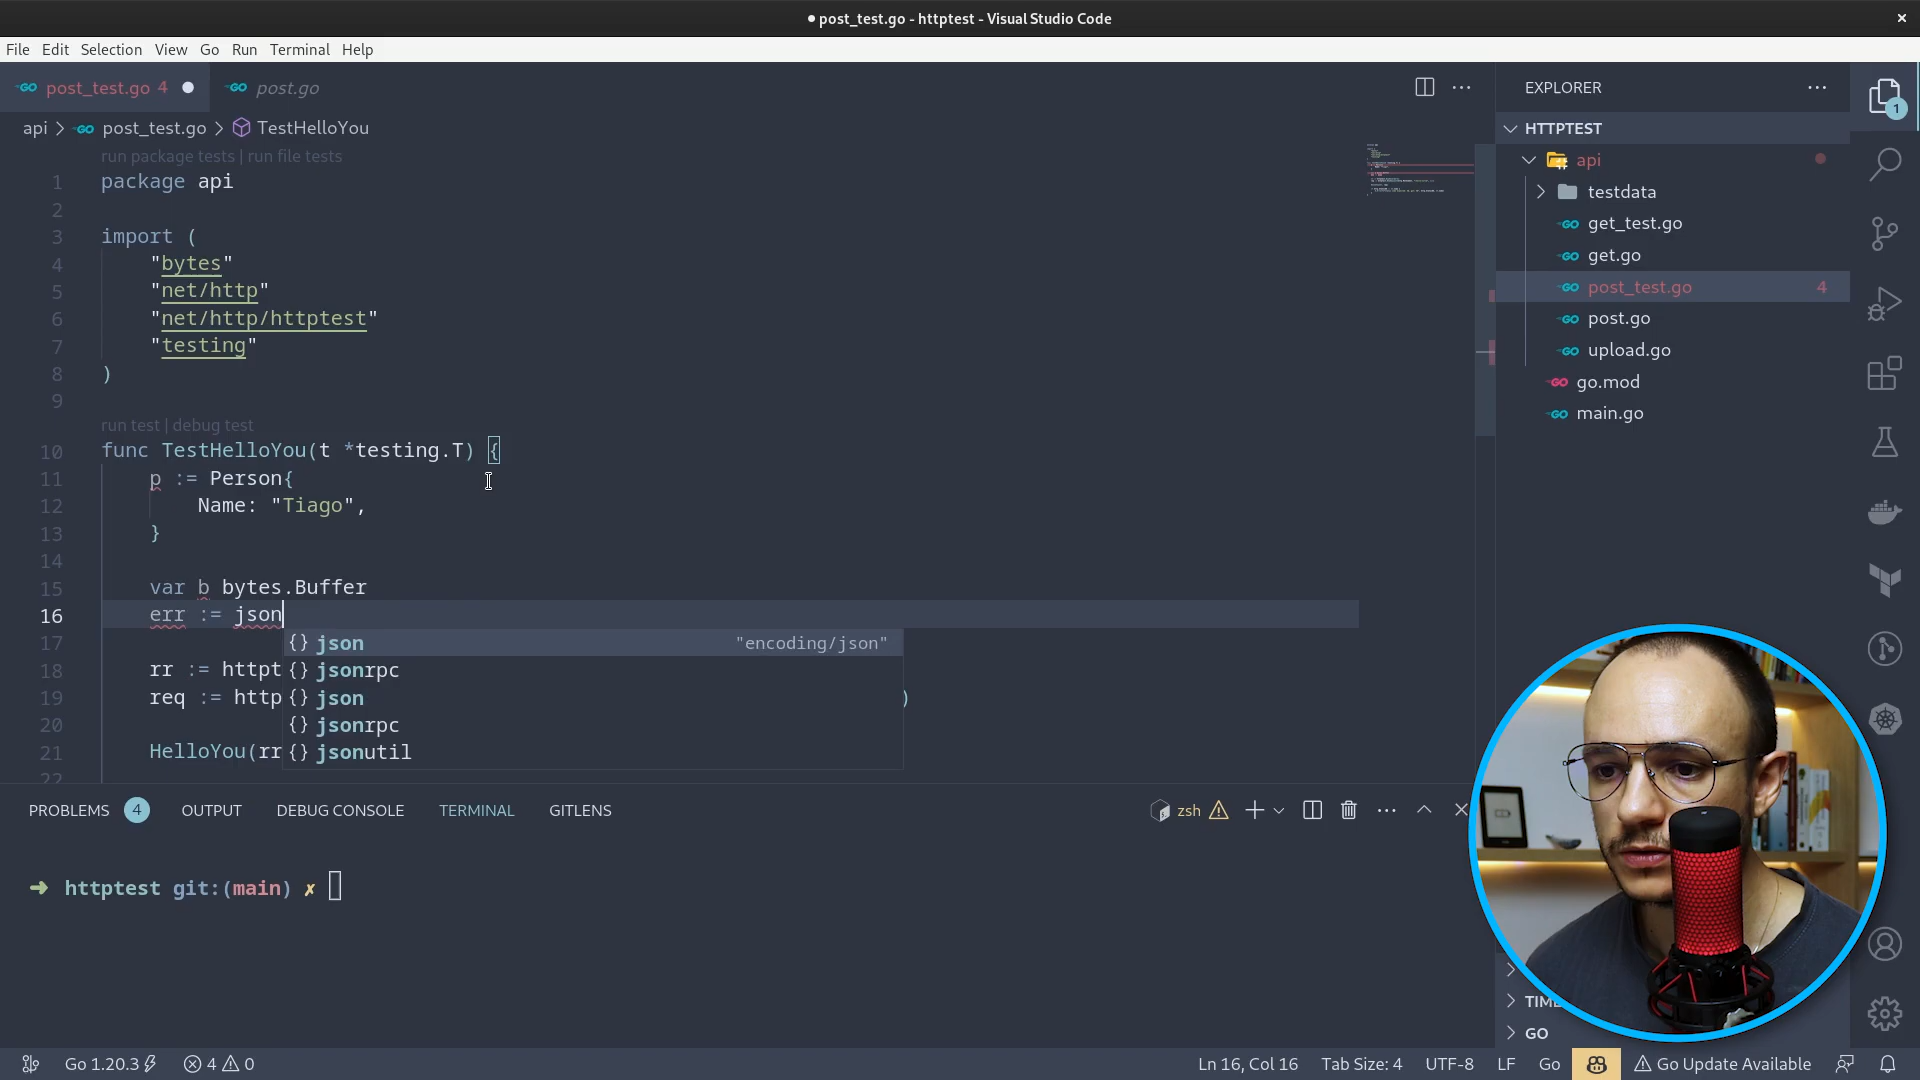 post_test.go - httptest - Visual Studio Code
File Edit Selection View Go Run Terminal Help
post_test.go 4 post.go
api > post_test.go > TestHelloYou
run package tests | run file tests
1 package api
2
3 import (
4 "bytes"
5 "net/http"
6 "net/http/httptest"
7 "testing"
8 )
9
run test | debug test
10 func TestHelloYou(t *testing.T) {
11 p := Person{
12 Name: "Tiago",
13 }
14
15 var b bytes.Buffer
16 err := json
17
{} json "encoding/json"
18 rr := httpt
{} jsonrpc
19 req := http )
{} json
20
{} jsonrpc
21 HelloYou(rr
{} jsonutil
22
EXPLORER
1
HTTPTEST
api
testdata
get_test.go
get.go
post_test.go 4
post.go
upload.go
go.mod
main.go
TIME
GO
PROBLEMS 4 OUTPUT DEBUG CONSOLE TERMINAL GITLENS
zsh
httptest git:(main) ✗
Go 1.20.3 4 0 Ln 16, Col 16 Tab Size: 4 UTF-8 LF Go Go Update Available